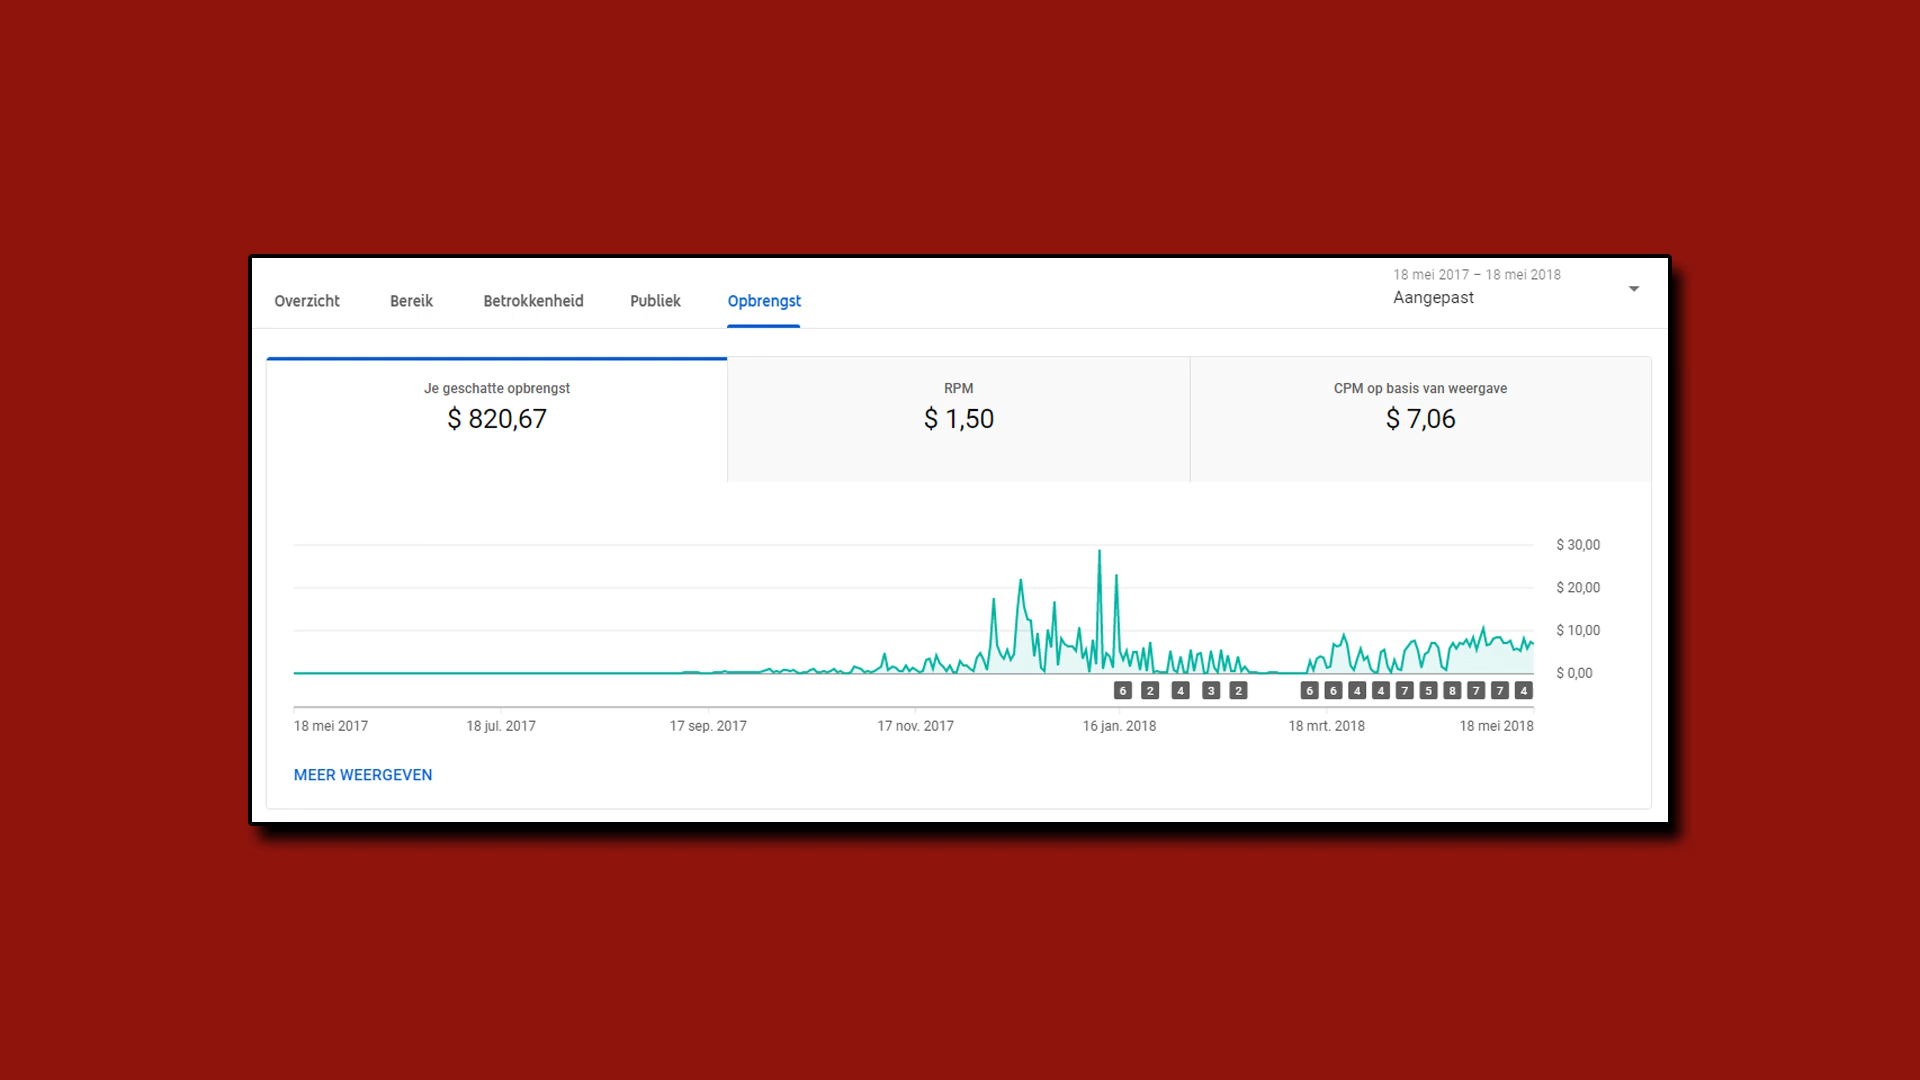 18 mei 2017 – 18 mei 2018
Overzicht Bereik Betrokkenheid Publiek Opbrengst Aangepast
Je geschatte opbrengst RPM CPM op basis van weergave
$ 820,67 $ 1,50 $ 7,06
$ 30,00
$ 20,00
$ 10,00
$ 0,00
6 2 4 3 2 6 6 4 4 7 5 8 7 7 4
18 mei 2017 18 jul. 2017 17 sep. 2017 17 nov. 2017 16 jan. 2018 18 mrt. 2018 18 mei 2018
MEER WEERGEVEN